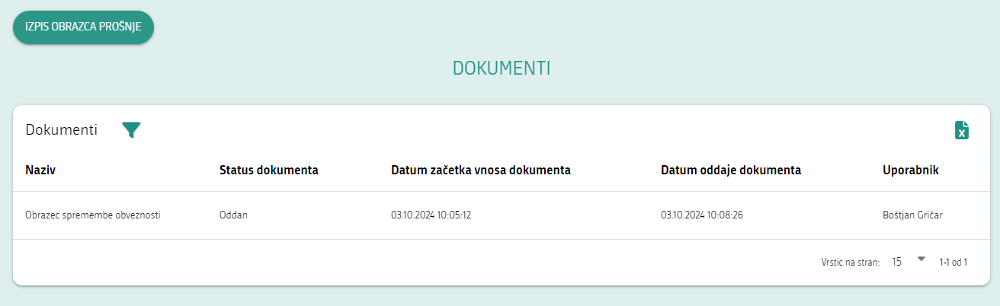 IZPIS OBRAZCA PROŠNJE
DOKUMENTI
Dokumenti
Naziv Status dokumenta Datum začetka vnosa dokumenta Datum oddaje dokumenta Uporabnik
Obrazec spremembe obveznosti Oddan 03.10.2024 10:05:12 03.10.2024 10:08:26 Boštjan Gričar
Vrstic na stran: 15 1-1 od 1